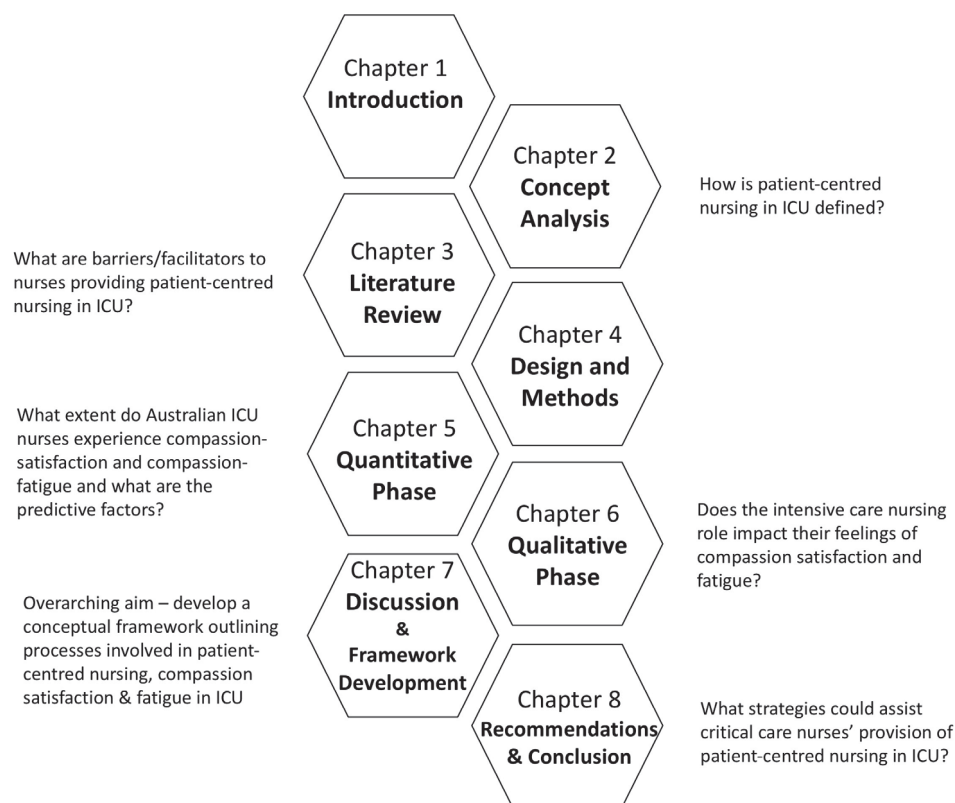 Chapter 1
Introduction
Chapter 2
Concept
Analysis
How is patient-centred
nursing in ICU defined?
What are barriers/facilitators to
nurses providing patient-centred
nursing in ICU?
Chapter 3
Literature
Review
Chapter 4
Design and
Methods
What extent do Australian ICU
nurses experience compassion-
satisfaction and compassion-
fatigue and what are the
predictive factors?
Chapter 5
Quantitative
Phase
Chapter 6
Qualitative
Phase
Does the intensive care nursing
role impact their feelings of
compassion satisfaction and
fatigue?
Overarching aim – develop a
conceptual framework outlining
processes involved in patient-
centred nursing, compassion
satisfaction & fatigue in ICU
Chapter 7
Discussion
&
Framework
Development
Chapter 8
Recommendations
& Conclusion
What strategies could assist
critical care nurses’ provision of
patient-centred nursing in ICU?